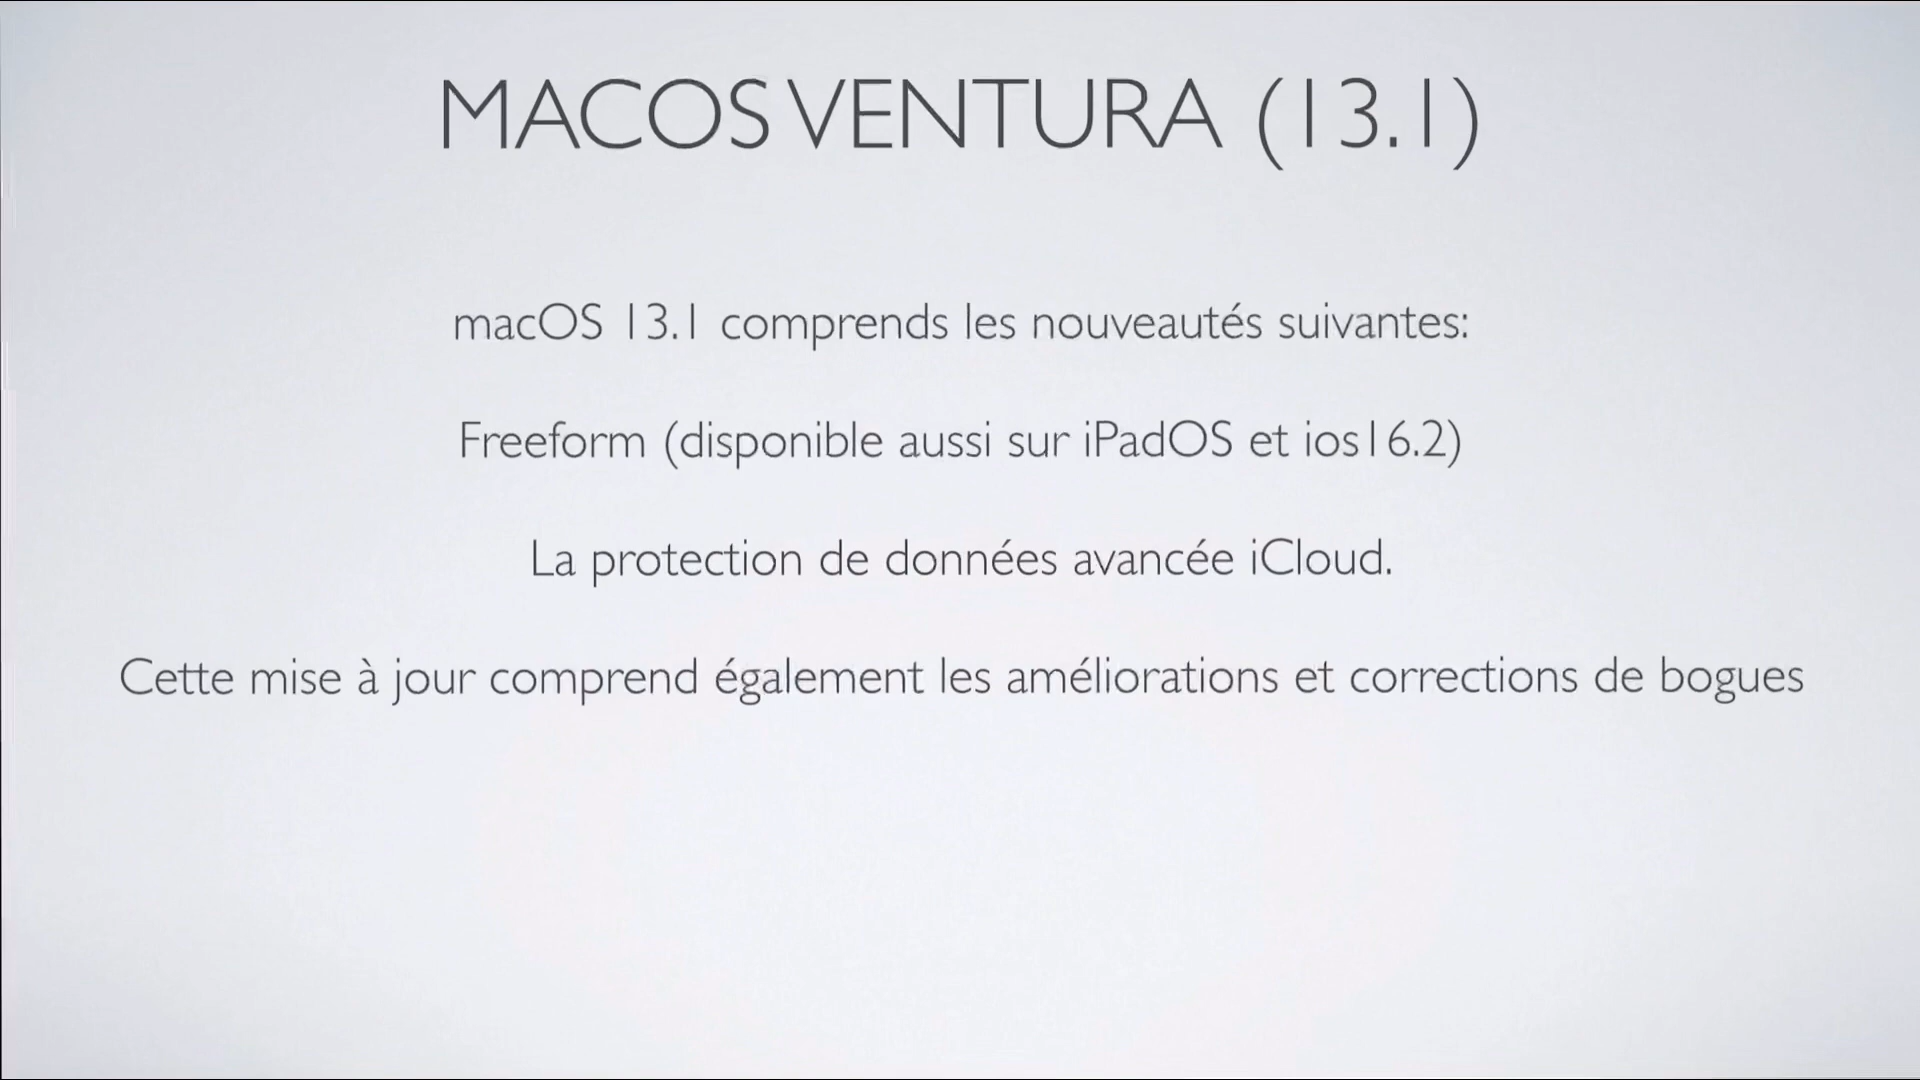 MACOS VENTURA (13.1)
macOS 13.1 comprends les nouveautés suivantes:
Freeform (disponible aussi sur iPadOS et ios16.2)
La protection de données avancée iCloud.
Cette mise à jour comprend également les améliorations et corrections de bogues